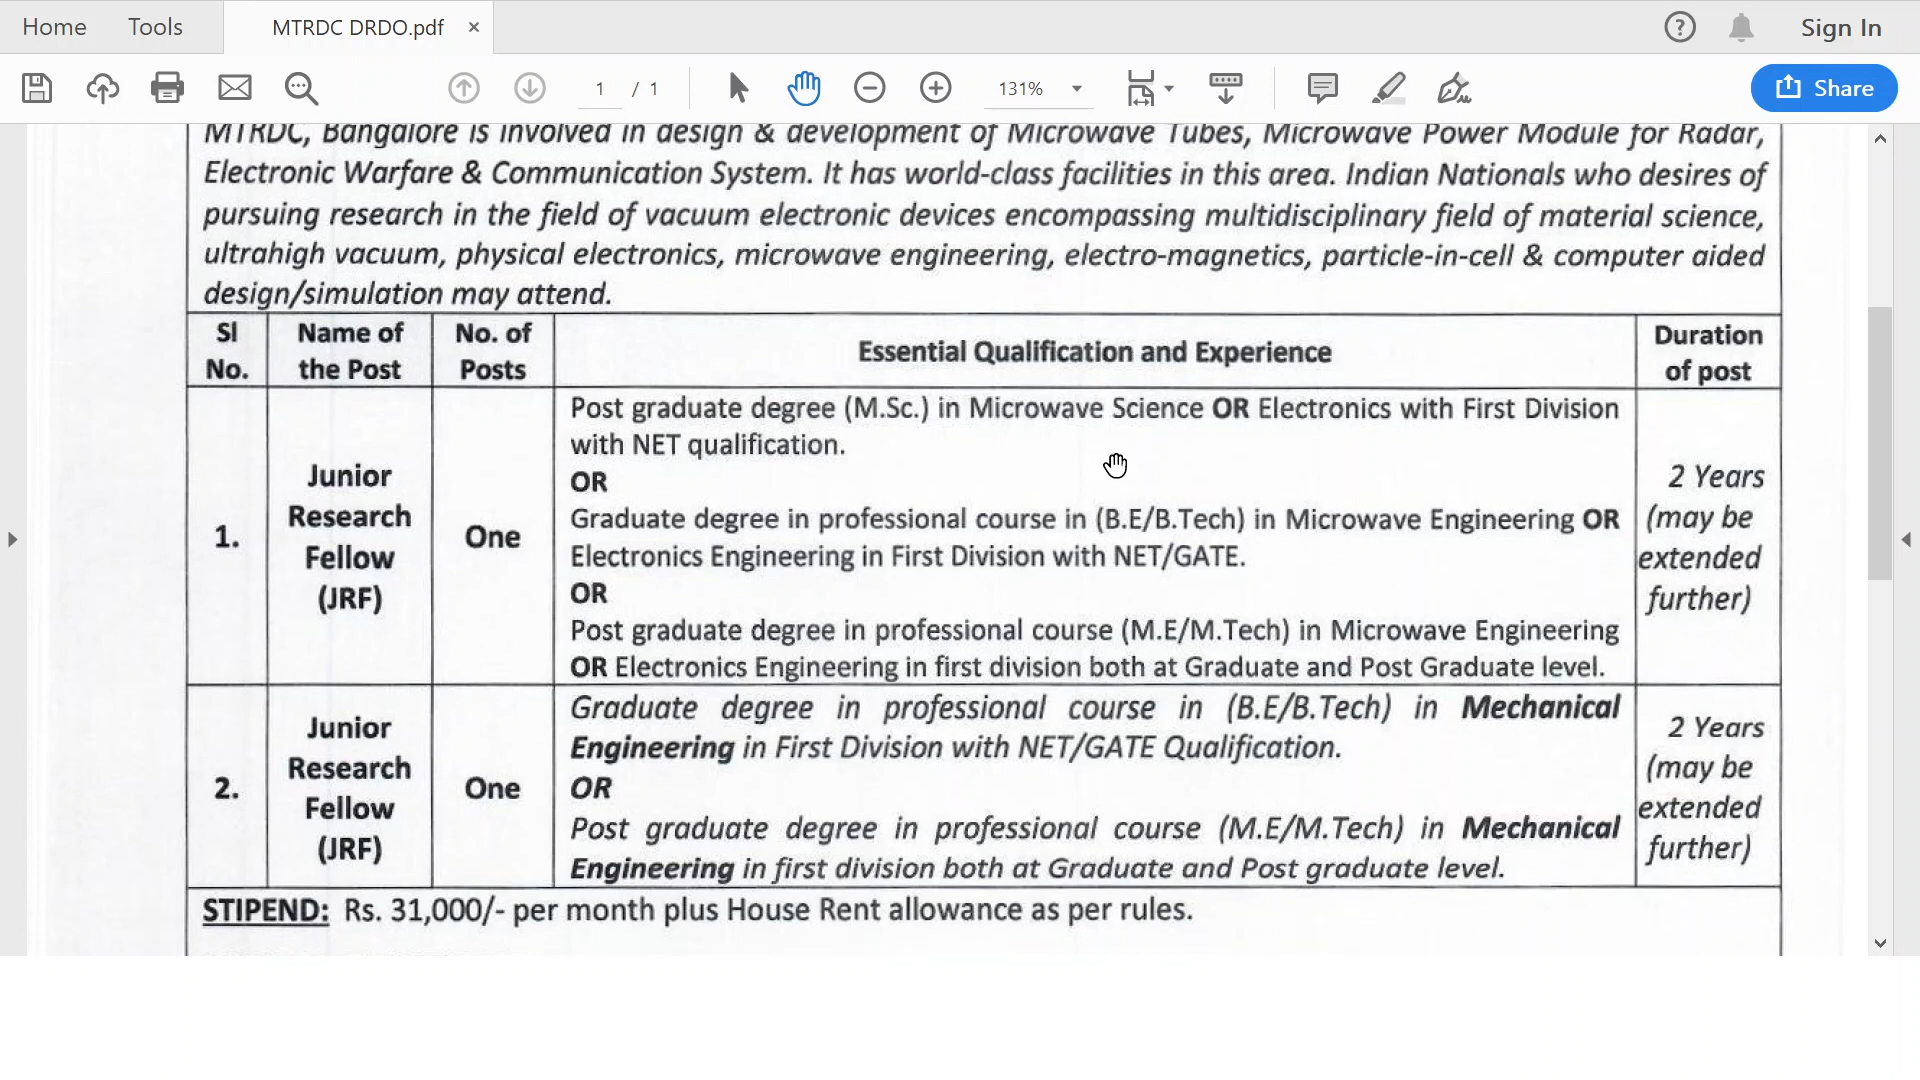 Home Tools MTRDC DRDO.pdf × ? Sign In
1 / 1 131% Share
MTRDC, Bangalore is involved in design & development of Microwave Tubes, Microwave Power Module for Radar,
Electronic Warfare & Communication System. It has world-class facilities in this area. Indian Nationals who desires of
pursuing research in the field of vacuum electronic devices encompassing multidisciplinary field of material science,
ultrahigh vacuum, physical electronics, microwave engineering, electro-magnetics, particle-in-cell & computer aided
design/simulation may attend.
Sl
No.
Name of
the Post
No. of
Posts
Essential Qualification and Experience
Duration
of post
1.
Junior
Research
Fellow
(JRF)
One
Post graduate degree (M.Sc.) in Microwave Science OR Electronics with First Division
with NET qualification.
OR
Graduate degree in professional course in (B.E/B.Tech) in Microwave Engineering OR
Electronics Engineering in First Division with NET/GATE.
OR
Post graduate degree in professional course (M.E/M.Tech) in Microwave Engineering
OR Electronics Engineering in first division both at Graduate and Post Graduate level.
2 Years
(may be
extended
further)
2.
Junior
Research
Fellow
(JRF)
One
Graduate degree in professional course in (B.E/B.Tech) in Mechanical
Engineering in First Division with NET/GATE Qualification.
OR
Post graduate degree in professional course (M.E/M.Tech) in Mechanical
Engineering in first division both at Graduate and Post graduate level.
2 Years
(may be
extended
further)
STIPEND: Rs. 31,000/- per month plus House Rent allowance as per rules.